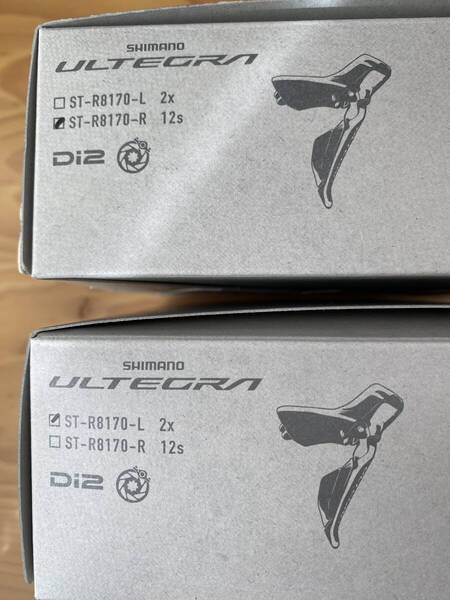 SHIMANO
ULTEGRA
ST-R8170-L 2x
ST-R8170-R 12s
Di2
SHIMANO
ULTEGRA
ST-R8170-L 2x
ST-R8170-R 12s
Di2